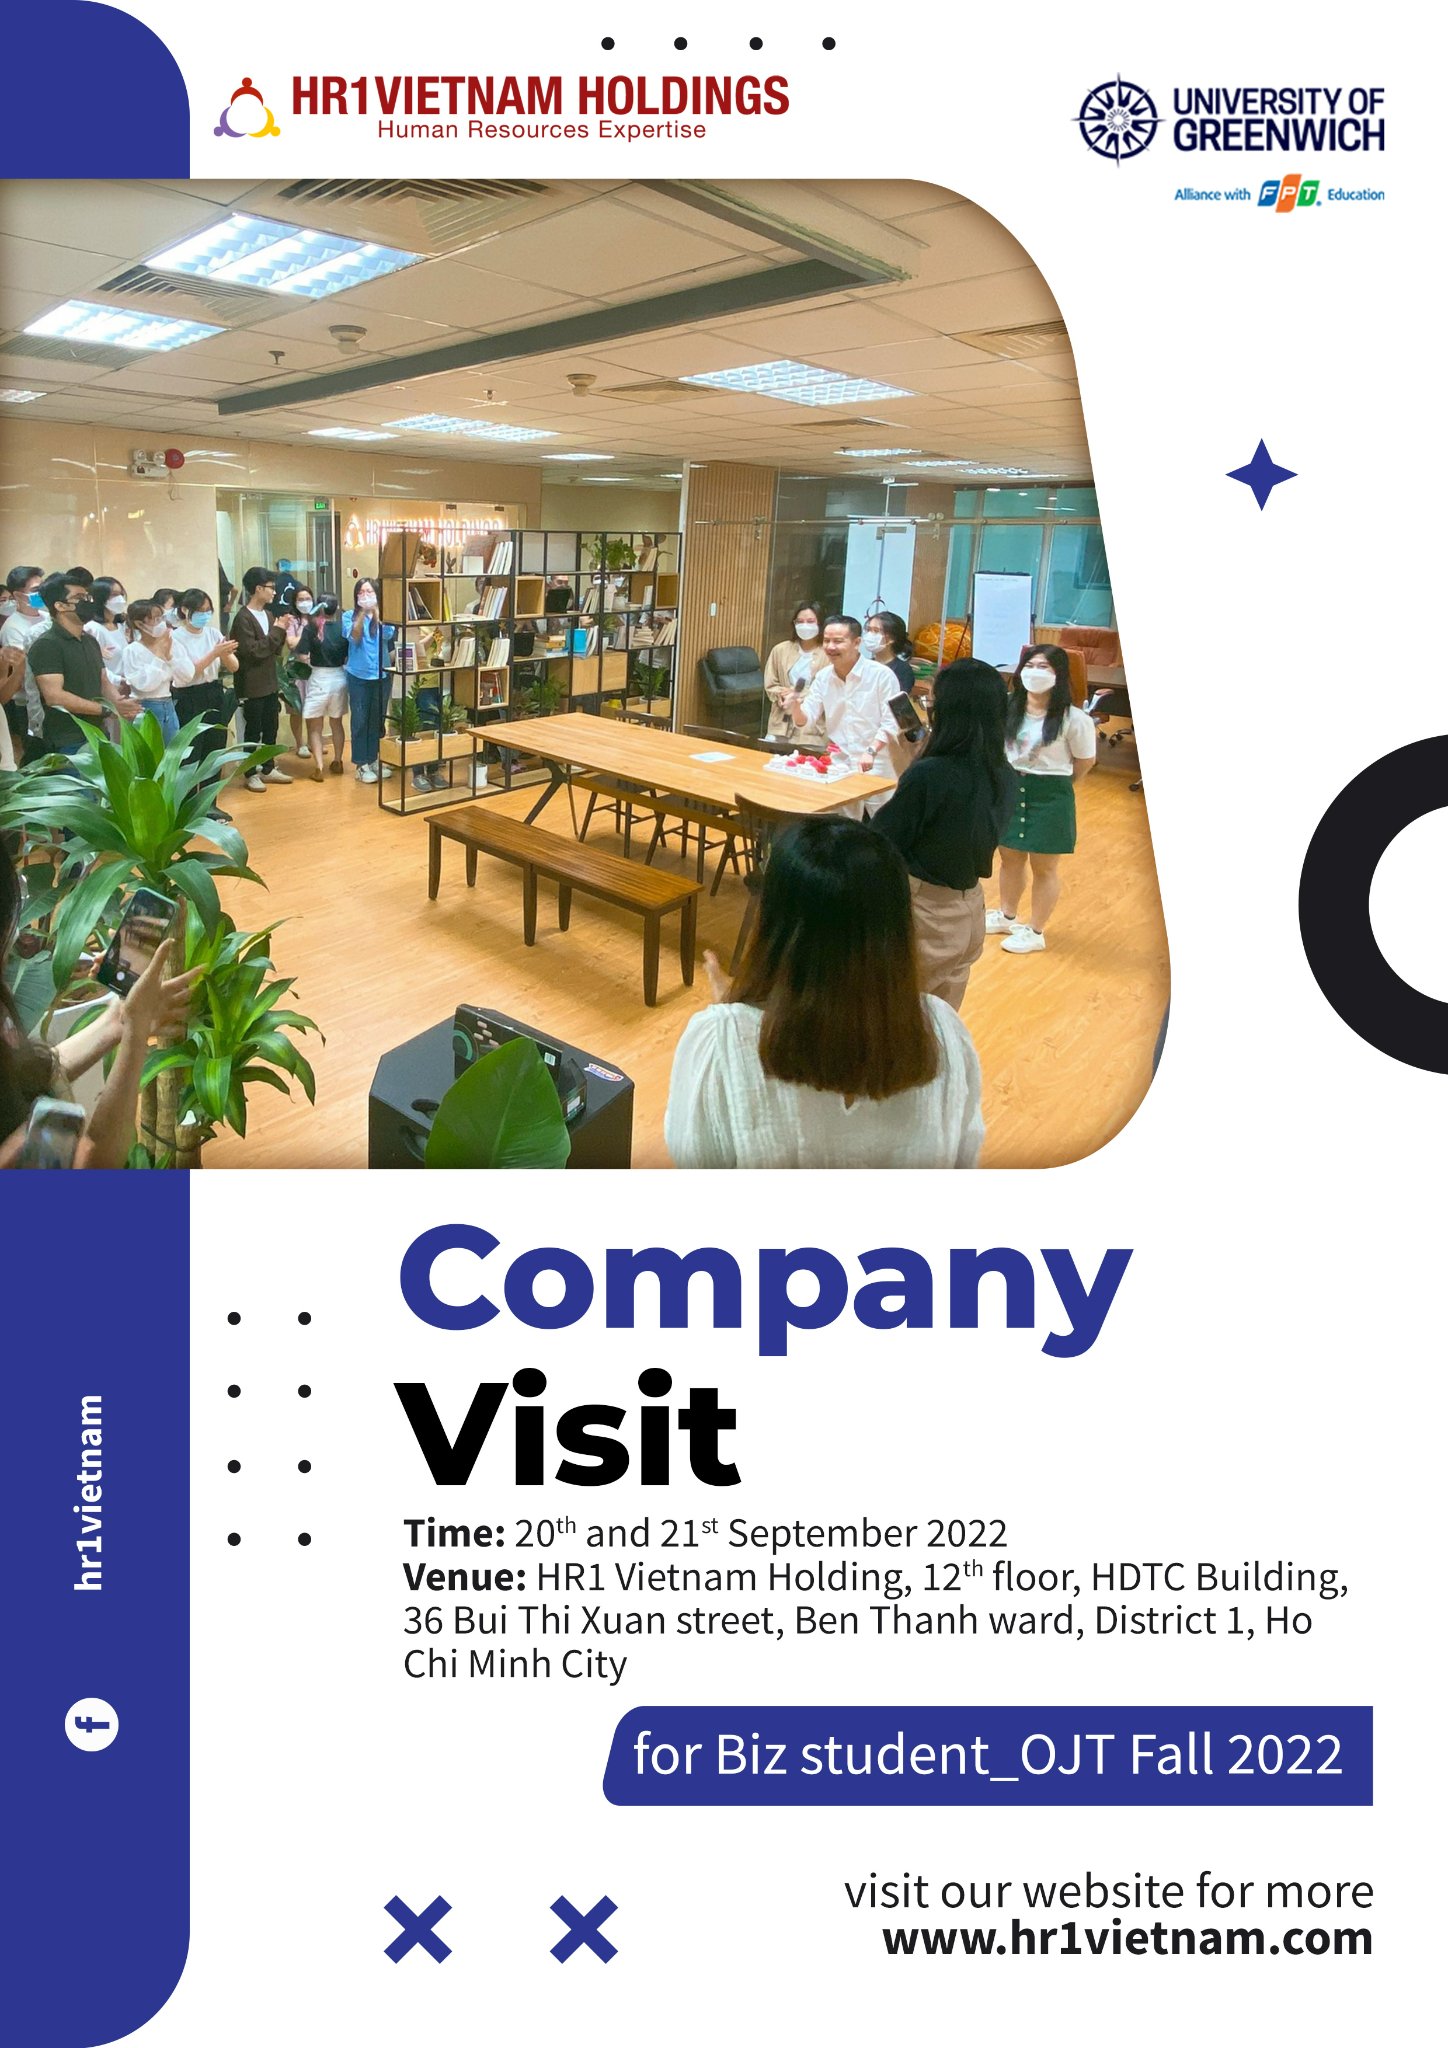 HR1VIETNAM HOLDINGS
Human Resources Expertise
UNIVERSITY OF
GREENWICH
Alliance with FPT Education
HR1VIETNAM HOLDINGS
Company
Visit
Time: 20th and 21st September 2022
Venue: HR1 Vietnam Holding, 12th floor, HDTC Building,
36 Bui Thi Xuan street, Ben Thanh ward, District 1, Ho
Chi Minh City
for Biz student_OJT Fall 2022
hr1vietnam
visit our website for more
www.hr1vietnam.com